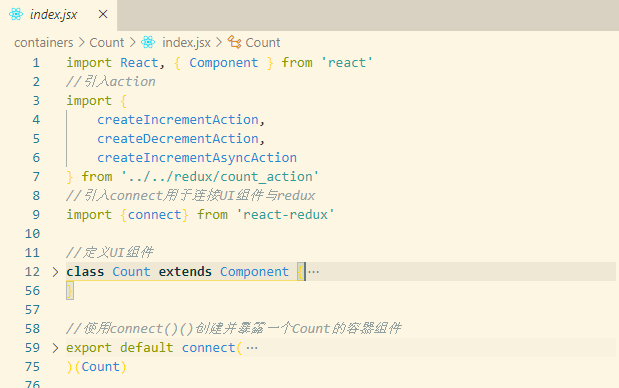 index.jsx ×
containers > Count > index.jsx > Count
1 import React, { Component } from 'react'
2 //引入action
3 import {
4 createIncrementAction,
5 createDecrementAction,
6 createIncrementAsyncAction
7 } from '../../redux/count_action'
8 //引入connect用于连接UI组件与redux
9 import {connect} from 'react-redux'
10
11 //定义UI组件
12 > class Count extends Component { ···
56 }
57
58 //使用connect()()创建并暴露一个Count的容器组件
59 > export default connect( ···
75 )(Count)